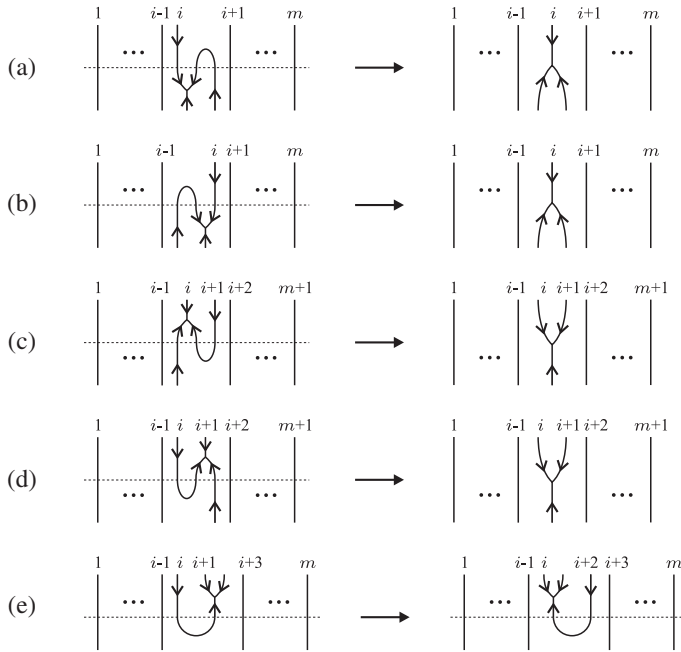 1 i-1 i i+1 m 1 i-1 i i+1 m
(a) ... ... ... ...
1 i-1 i i+1 m 1 i-1 i i+1 m
(b) ... ... ... ...
1 i-1 i i+1 i+2 m+1 1 i-1 i i+1 i+2 m+1
(c) ... ... ... ...
1 i-1 i i+1 i+2 m+1 1 i-1 i i+1 i+2 m+1
(d) ... ... ... ...
1 i-1 i i+1 i+3 m 1 i-1 i i+2 i+3 m
(e) ... ... ... ...